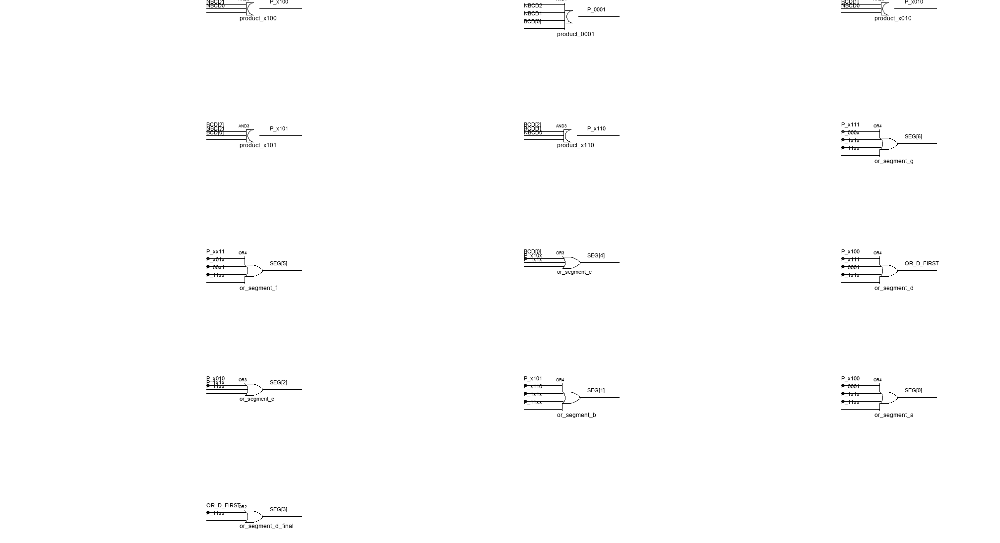 NBCD1
NBCD0
P_x100
product_x100
NBCD2
NBCD1
BCD[0]
P_0001
product_0001
BCD[1]
NBCD0
P_x010
product_x010
BCD[2]
NBCD1
BCD[0]
AND3
P_x101
product_x101
BCD[2]
BCD[1]
NBCD0
AND3
P_x110
product_x110
P_x111
P_000x
P_1x1x
P_11xx
OR4
SEG[6]
or_segment_g
P_xx11
P_x01x
P_00x1
P_11xx
OR4
SEG[5]
or_segment_f
BCD[0]
P_x10x
P_1x1x
OR3
SEG[4]
or_segment_e
P_x100
P_x111
P_0001
P_1x1x
OR4
OR_D_FIRST
or_segment_d
P_x010
P_1x1x
P_11xx
OR3
SEG[2]
or_segment_c
P_x101
P_x110
P_1x1x
P_11xx
OR4
SEG[1]
or_segment_b
P_x100
P_0001
P_1x1x
P_11xx
OR4
SEG[0]
or_segment_a
OR_D_FIRST
P_11xx
OR2
SEG[3]
or_segment_d_final